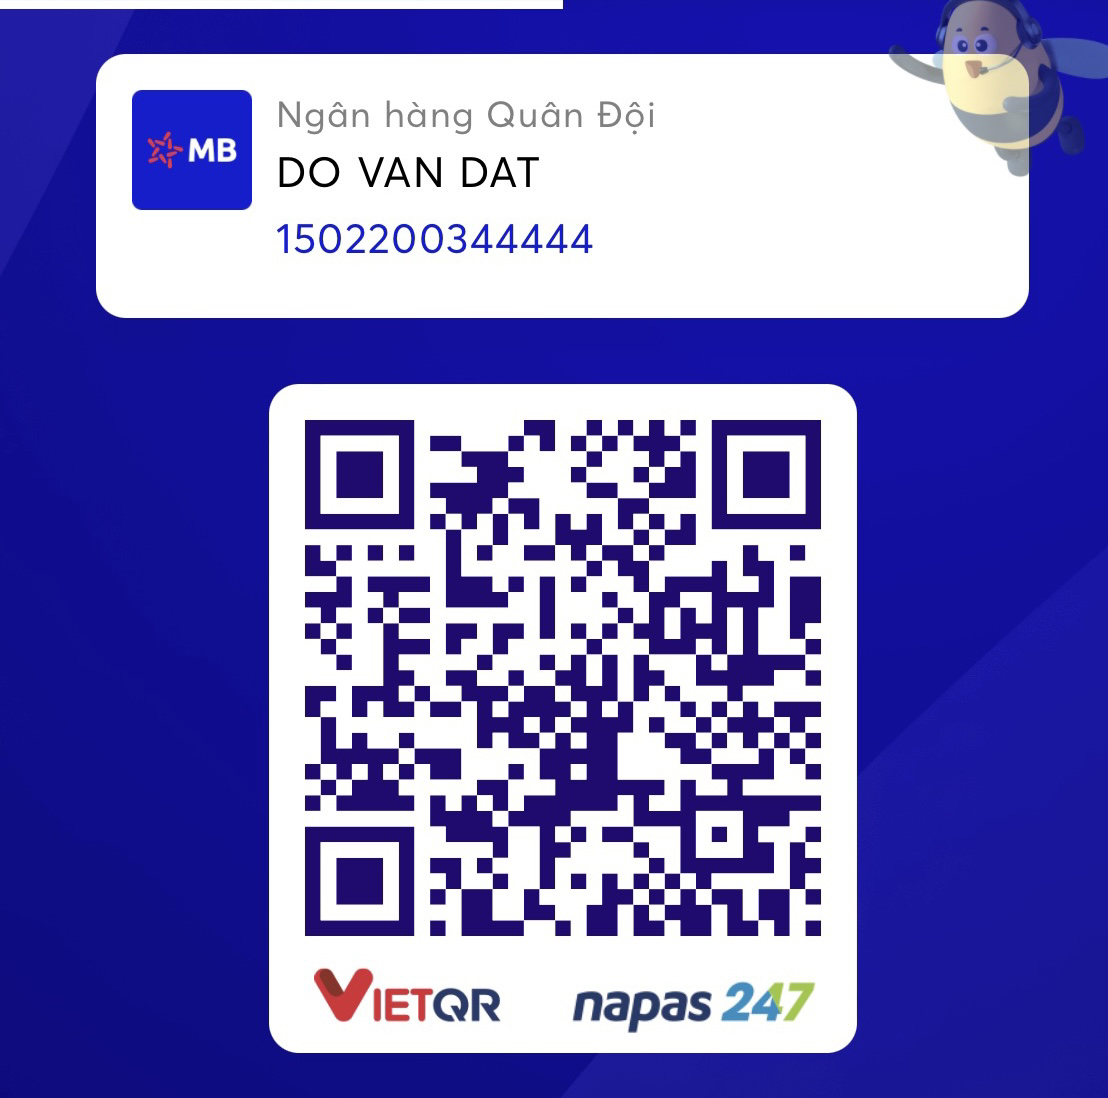 MB
Ngân hàng Quân Đội
DO VAN DAT
1502200344444
VIETQR
napas 247